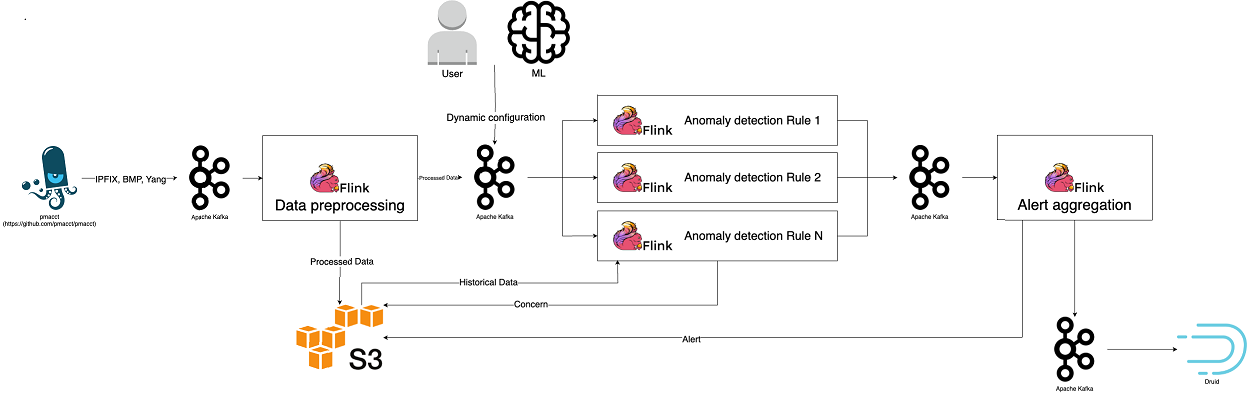 User
ML
Dynamic configuration
Flink
Anomaly detection Rule 1
pmacct
(https://github.com/pmacct/pmacct)
IPFIX, BMP, Yang
Apache Kafka
Flink
Data preprocessing
Processed Data
Apache Kafka
Flink
Anomaly detection Rule 2
Flink
Anomaly detection Rule N
Apache Kafka
Flink
Alert aggregation
Processed Data
Historical Data
Concern
Alert
S3
Apache Kafka
Druid